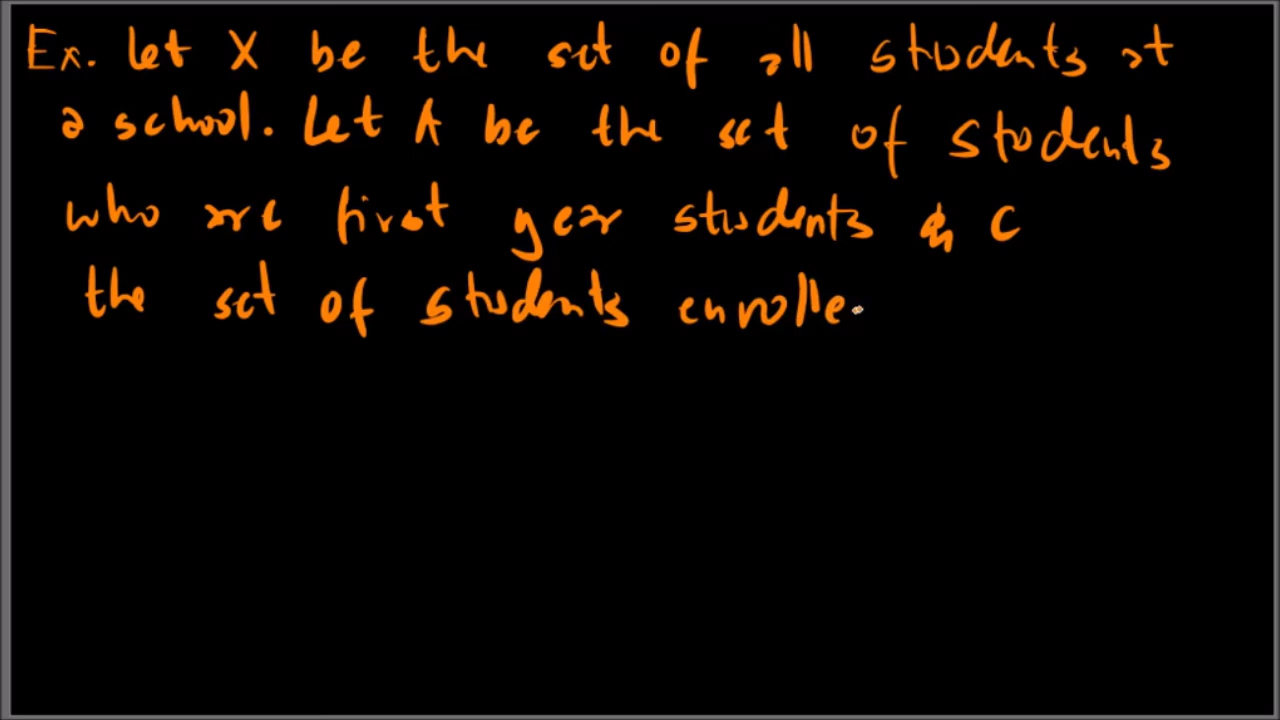 Ex. Let X be the set of all students at
a school. Let A be the set of students
who are first year students & C
the set of students enrolle